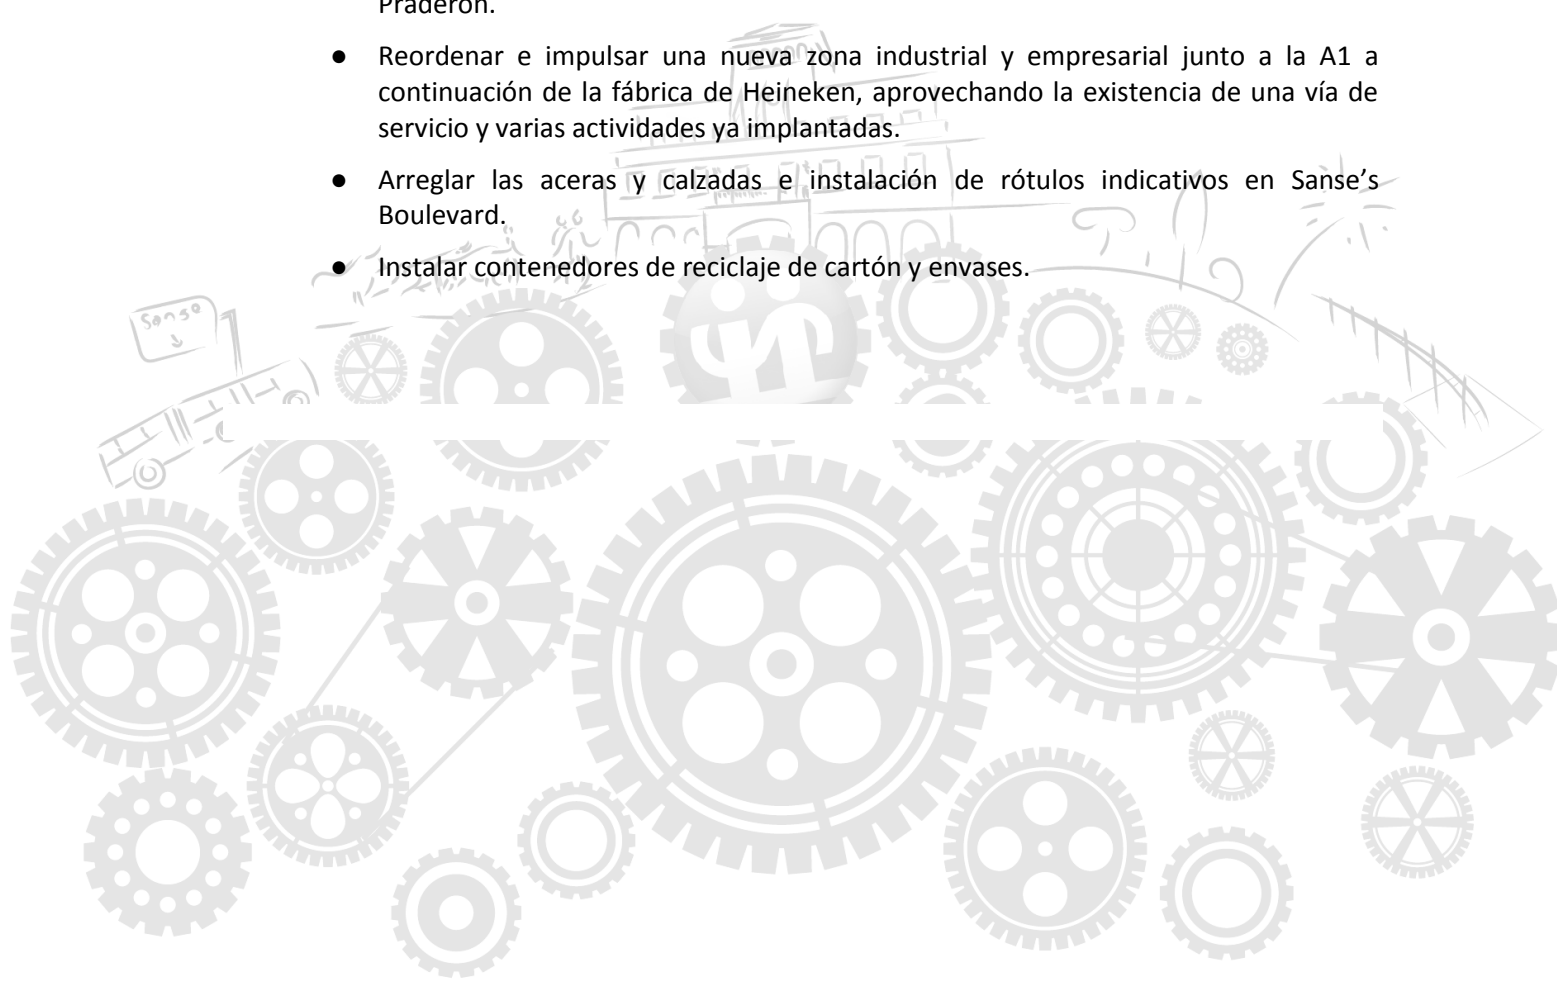 Praderón.
● Reordenar e impulsar una nueva zona industrial y empresarial junto a la A1 a
continuación de la fábrica de Heineken, aprovechando la existencia de una vía de
servicio y varias actividades ya implantadas.
● Arreglar las aceras y calzadas e instalación de rótulos indicativos en Sanse’s
Boulevard.
● Instalar contenedores de reciclaje de cartón y envases.
Sanse